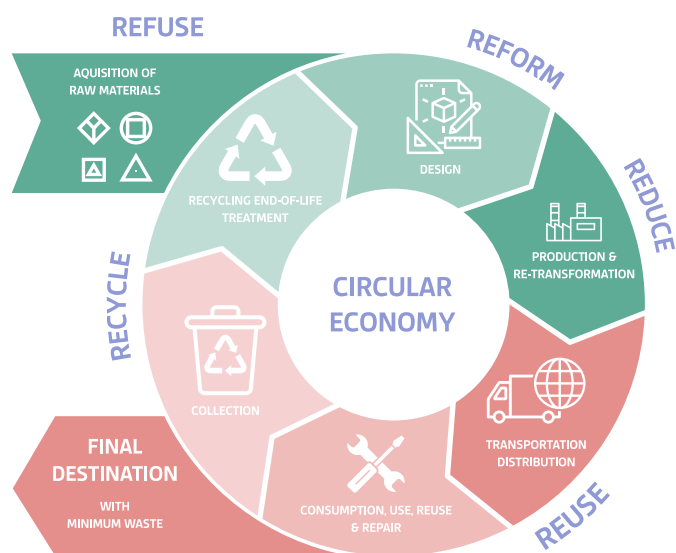 REFUSE
AQUISITION OF
RAW MATERIALS
REFORM
DESIGN
REDUCE
PRODUCTION &
RE-TRANSFORMATION
TRANSPORTATION
DISTRIBUTION
REUSE
CONSUMPTION, USE, REUSE
& REPAIR
COLLECTION
RECYCLE
RECYCLING END-OF-LIFE
TREATMENT
CIRCULAR
ECONOMY
FINAL
DESTINATION
WITH
MINIMUM WASTE